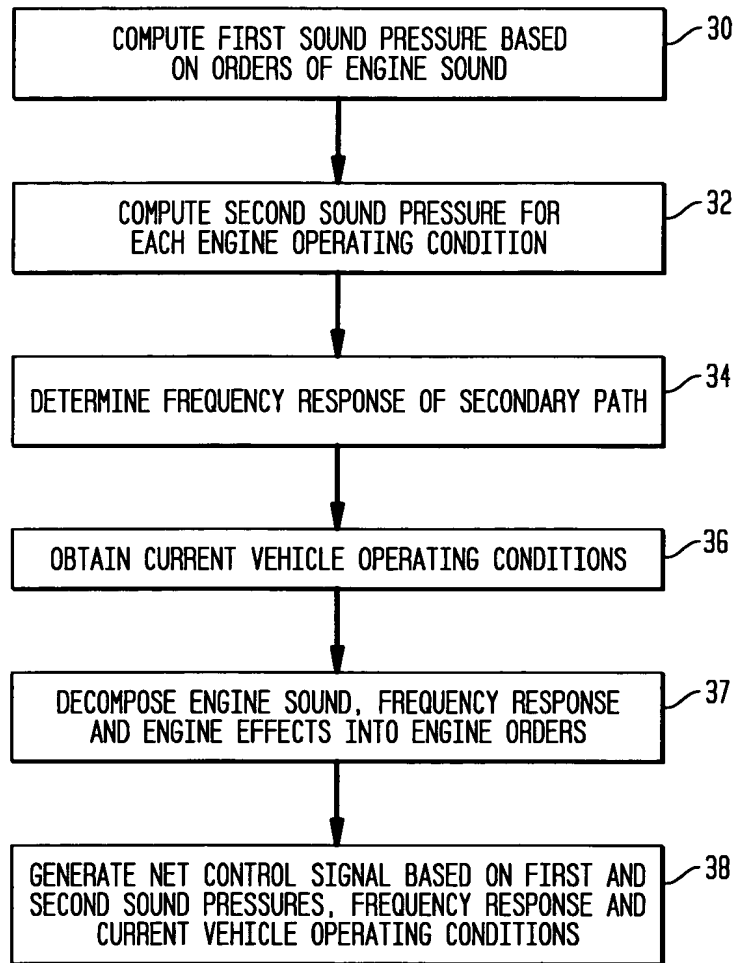 COMPUTE FIRST SOUND PRESSURE BASED
ON ORDERS OF ENGINE SOUND
30
COMPUTE SECOND SOUND PRESSURE FOR
EACH ENGINE OPERATING CONDITION
32
DETERMINE FREQUENCY RESPONSE OF SECONDARY PATH
34
OBTAIN CURRENT VEHICLE OPERATING CONDITIONS
36
DECOMPOSE ENGINE SOUND, FREQUENCY RESPONSE
AND ENGINE EFFECTS INTO ENGINE ORDERS
37
GENERATE NET CONTROL SIGNAL BASED ON FIRST AND
SECOND SOUND PRESSURES, FREQUENCY RESPONSE AND
CURRENT VEHICLE OPERATING CONDITIONS
38